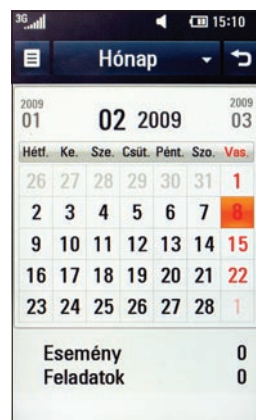 3G 15:10
Hónap
2009 2009
01 02 2009 03
Hétf. Ke. Sze. Csüt. Pént. Szo. Vas.
26 27 28 29 30 31 1
2 3 4 5 6 7 8
9 10 11 12 13 14 15
16 17 18 19 20 21 22
23 24 25 26 27 28 1
Esemény 0
Feladatok 0